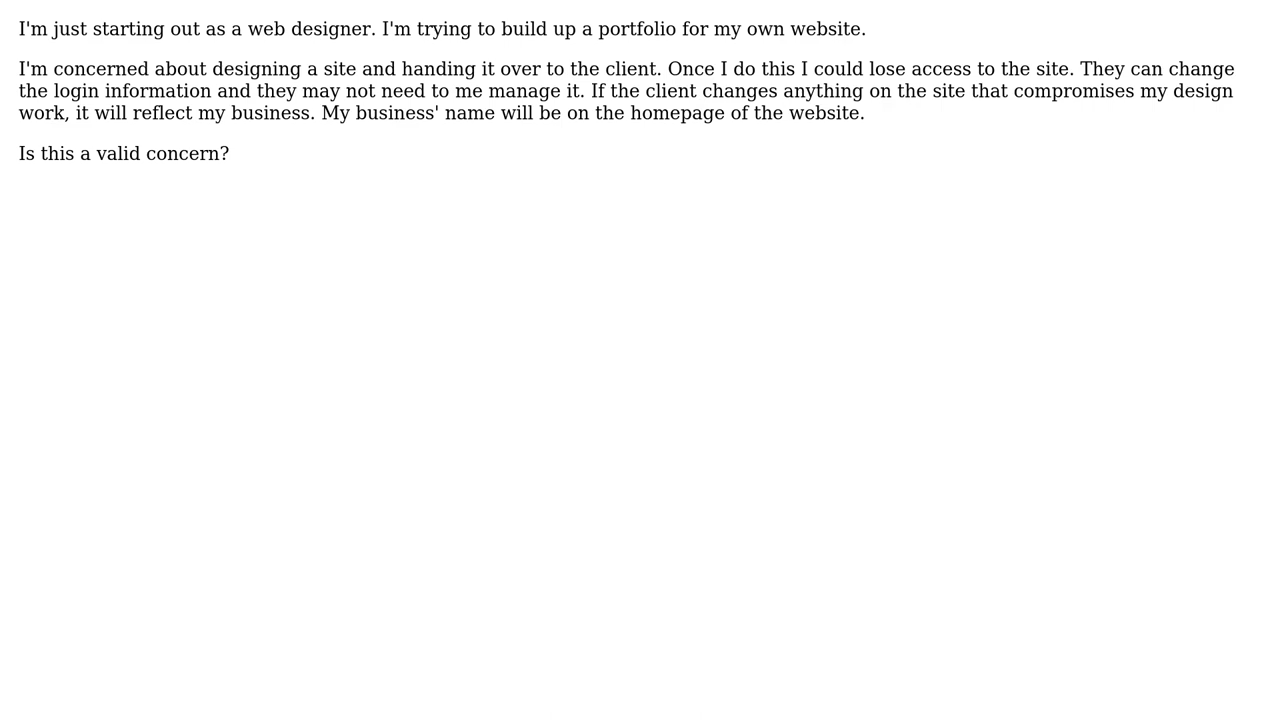 I'm just starting out as a web designer. I'm trying to build up a portfolio for my own website.
I'm concerned about designing a site and handing it over to the client. Once I do this I could lose access to the site. They can change
the login information and they may not need to me manage it. If the client changes anything on the site that compromises my design
work, it will reflect my business. My business' name will be on the homepage of the website.
Is this a valid concern?